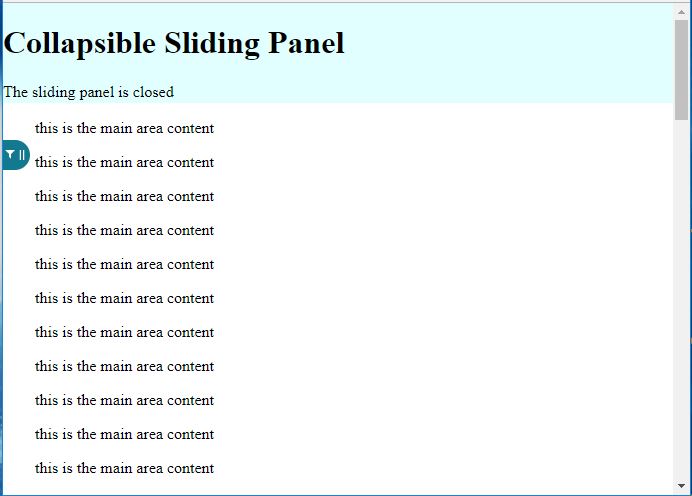 Collapsible Sliding Panel
The sliding panel is closed
this is the main area content
this is the main area content
this is the main area content
this is the main area content
this is the main area content
this is the main area content
this is the main area content
this is the main area content
this is the main area content
this is the main area content
this is the main area content